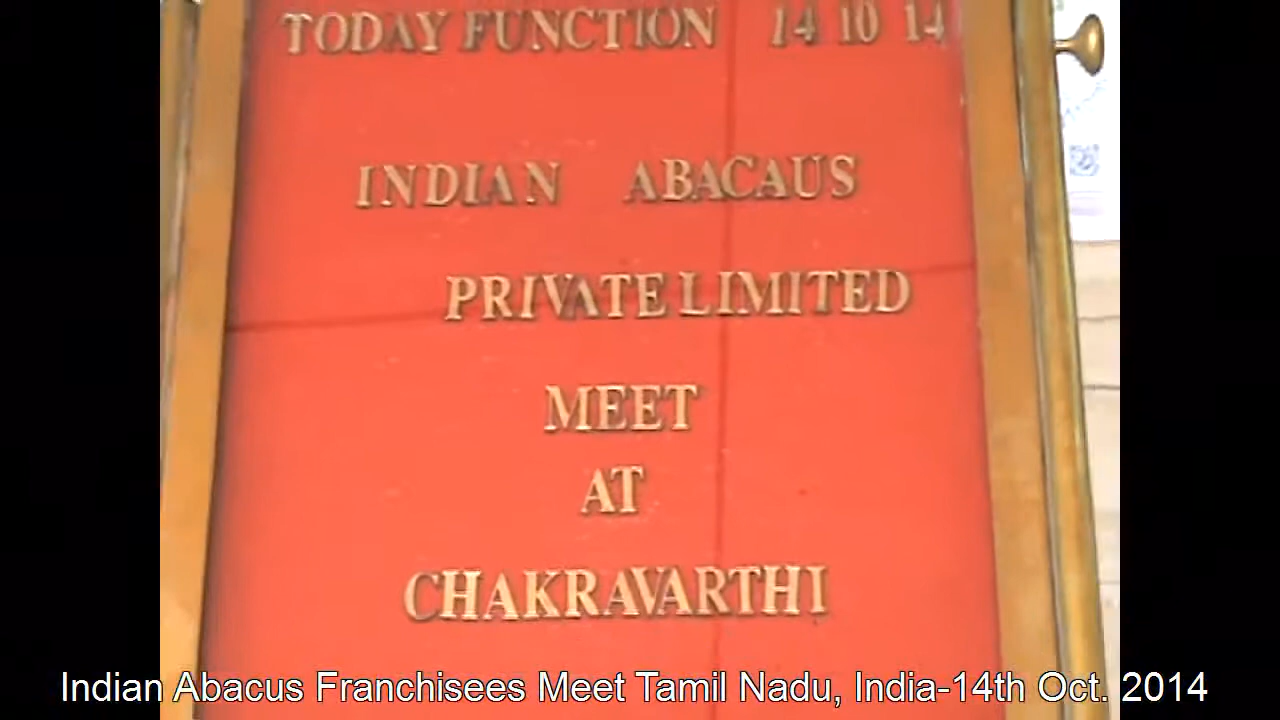 TODAY FUNCTION 14 10 14
INDIAN ABACAUS
PRIVATE LIMITED
MEET
AT
CHAKRAVARTHI
Indian Abacus Franchisees Meet Tamil Nadu, India-14th Oct. 2014